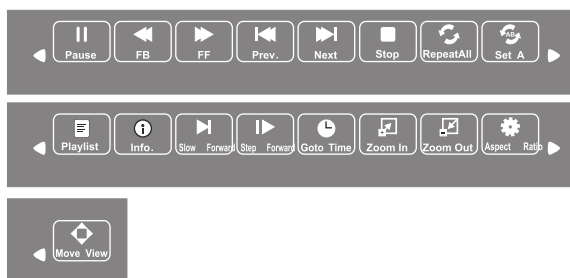 Pause FB FF Prev. Next Stop RepeatAll AB Set A
Playlist Info. Slow Forward Step Forward Goto Time Zoom In Zoom Out Aspect Ratio
Move View